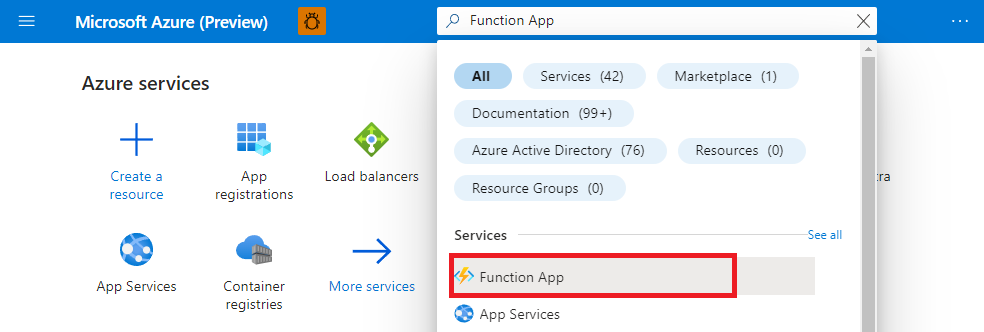 Microsoft Azure (Preview)
Function App
...
Azure services
Create a resource
App registrations
Load balancers
App Services
Container registries
More services
All
Services (42)
Marketplace (1)
Documentation (99+)
Azure Active Directory (76)
Resources (0)
Resource Groups (0)
tra
Services
See all
Function App
App Services